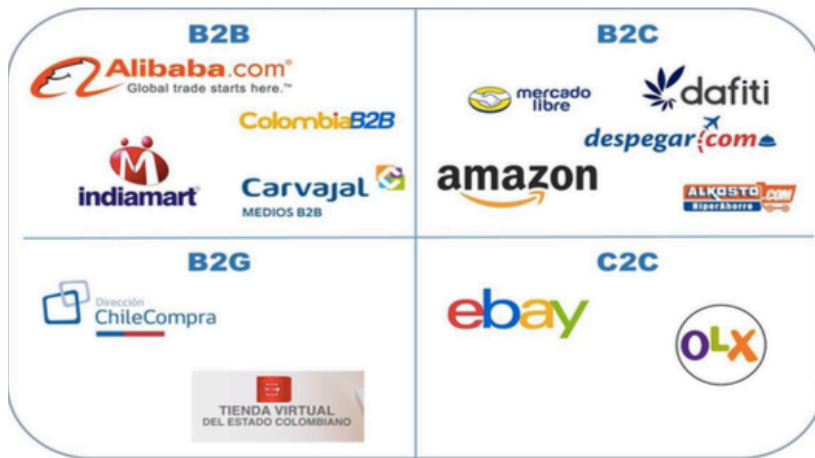 B2B
Alibaba.com®
Global trade starts here.™
ColombiaB2B
indiamart®
Carvajal
MEDIOS B2B
B2C
mercado
libre
dafiti
despegar.com
amazon
ALKOSTO.COM
HiperAhorro
B2G
Dirección
ChileCompra
TIENDA VIRTUAL
DEL ESTADO COLOMBIANO
C2C
ebay
OLX